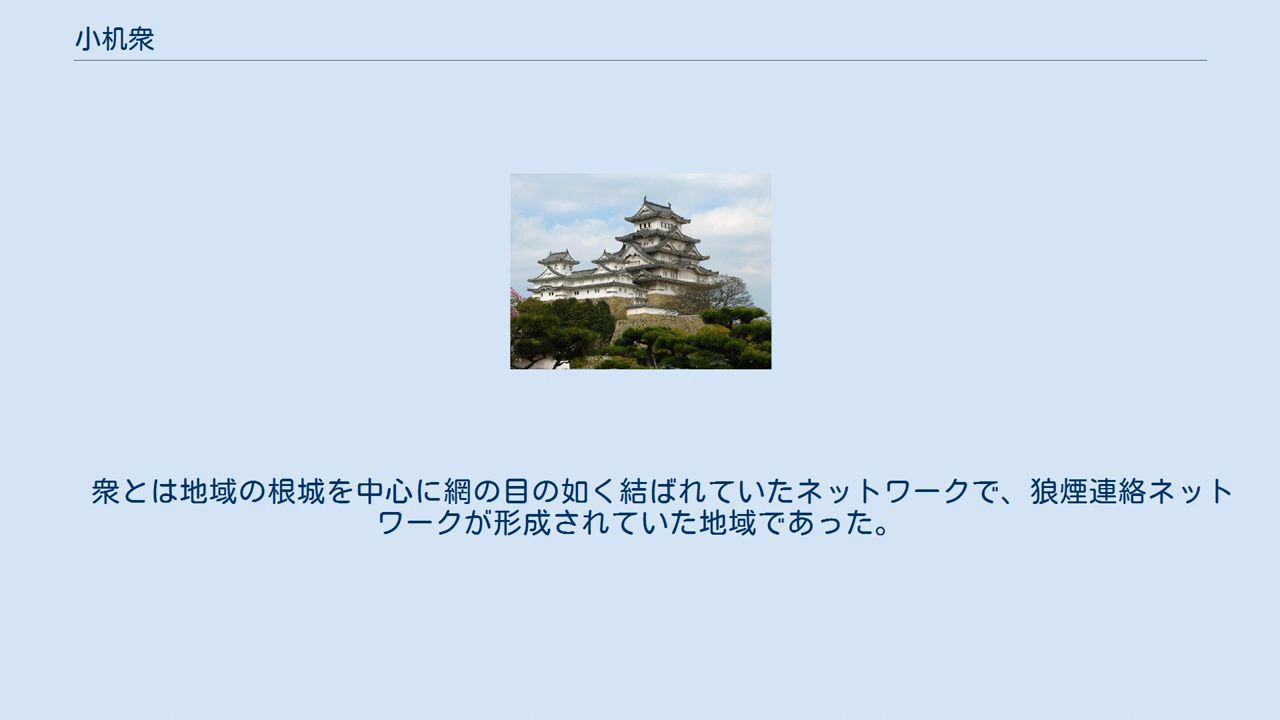 小机衆
衆とは地域の根城を中心に網の目の如く結ばれていたネットワークで、狼煙連絡ネット
ワークが形成されていた地域であった。